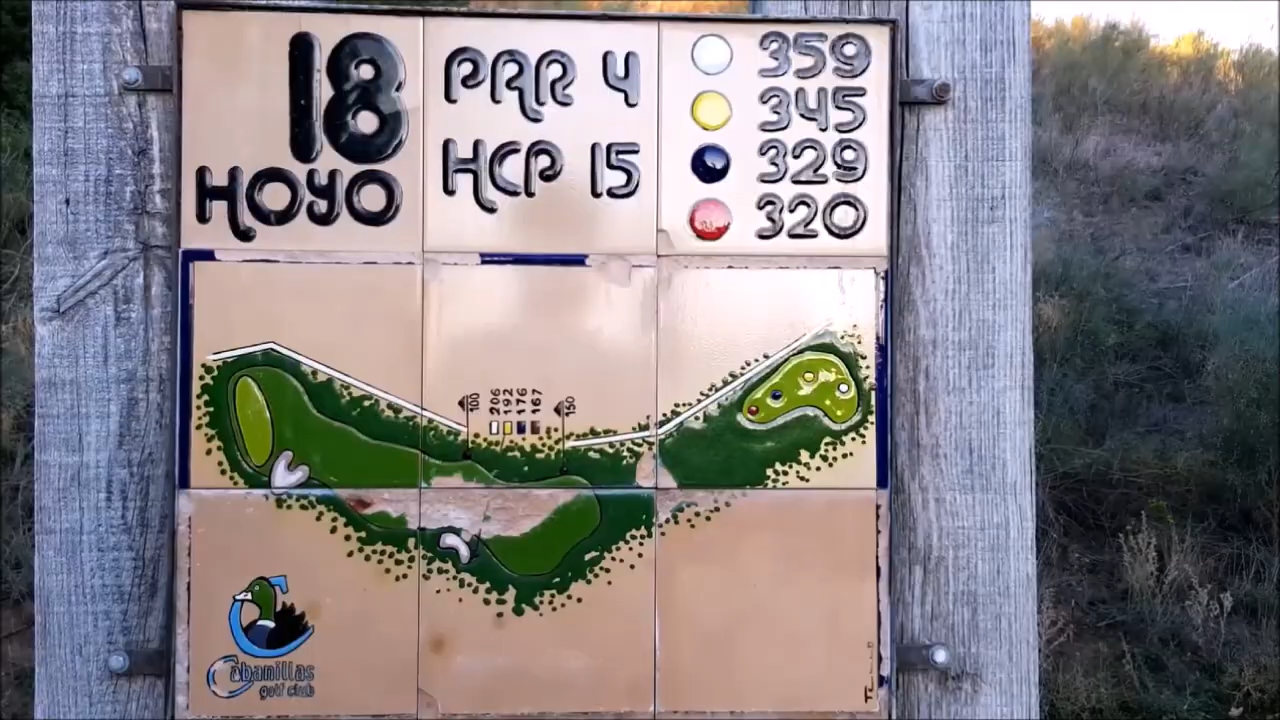 18
HOYO
PAR 4
HCP 15
359
345
329
320
100
206
192
176
167
150
Cabanillas
golf club